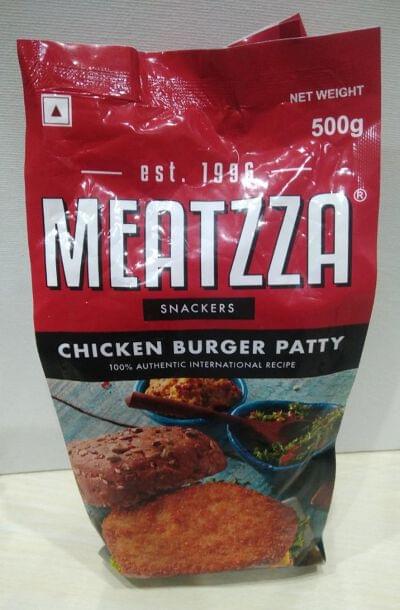 NET WEIGHT
500g
est. 1996
MEATZZA®
SNACKERS
CHICKEN BURGER PATTY
100% AUTHENTIC INTERNATIONAL RECIPE